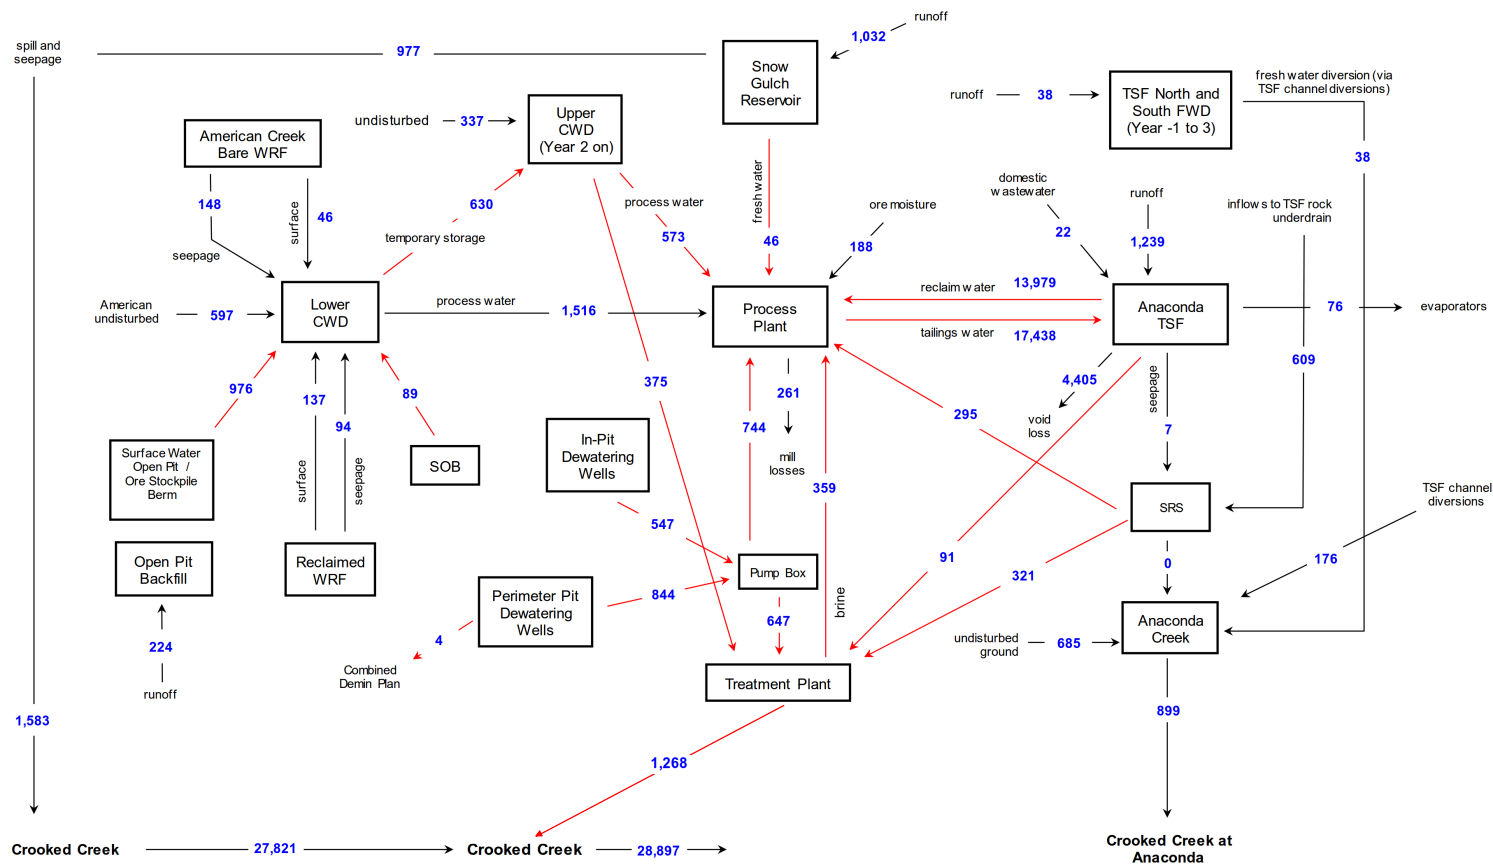 runoff
1,032
spill and
seepage
977
Snow
Gulch
Reservoir
fresh water diversion (via
TSF channel diversions)
runoff
38
TSF North and
South FWD
(Year -1 to 3)
undisturbed
337
Upper
CWD
(Year 2 on)
American Creek
Bare WRF
38
148
surface
46
630
process water
fresh water
ore moisture
domestic
wastewater
runoff
inflows to TSF rock
underdrain
seepage
temporary storage
573
46
188
22
1,239
American
undisturbed
597
Lower
CWD
process water
1,516
Process
Plant
reclaim water
13,979
tailings water
17,438
Anaconda
TSF
76
evaporators
976
137
94
89
375
261
4,405
seepage
609
surface
seepage
744
295
void
loss
7
Surface Water
Open Pit /
Ore Stockpile
Berm
SOB
In-Pit
Dewatering
Wells
mill
losses
359
TSF channel
diversions
547
SRS
Open Pit
Backfill
Reclaimed
WRF
Pump Box
91
321
0
176
Perimeter Pit
Dewatering
Wells
844
brine
4
647
Anaconda
Creek
224
undisturbed
ground
685
Combined
Demin Plan
runoff
Treatment Plant
1,583
899
1,268
Crooked Creek
27,821
Crooked Creek
28,897
Crooked Creek at
Anaconda